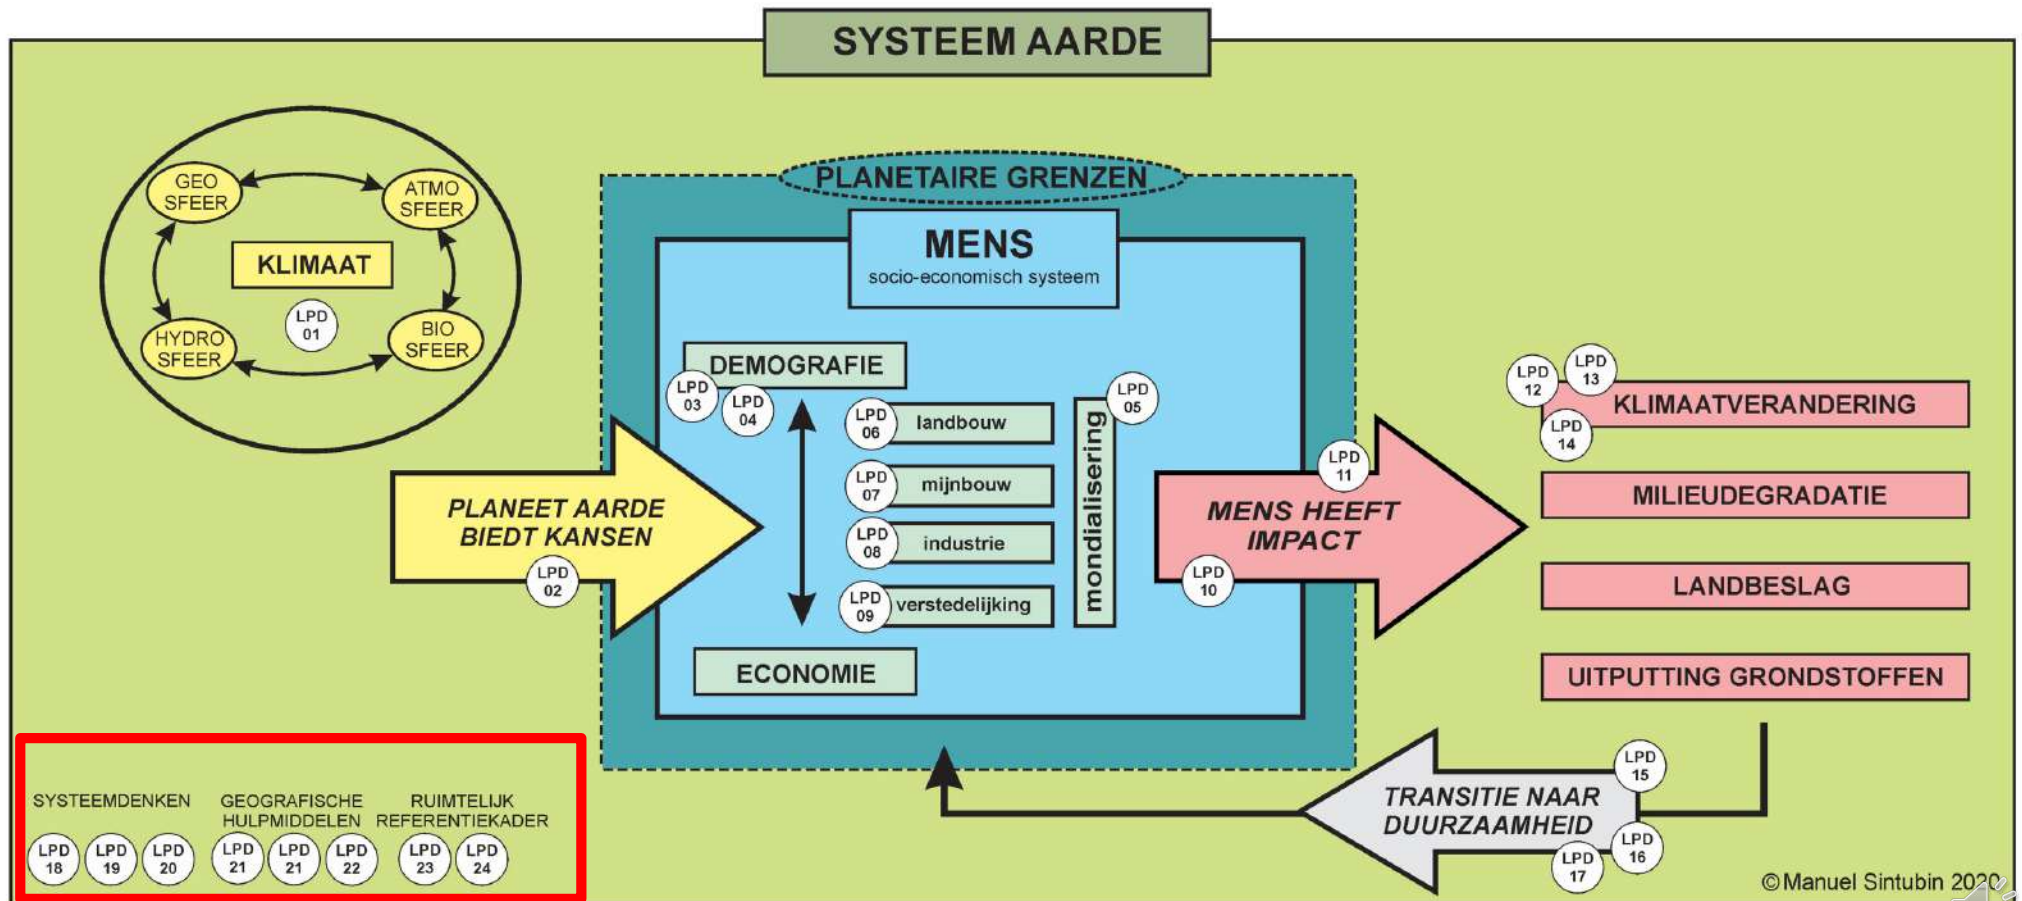 SYSTEEM AARDE
GEO
SFEER
ATMO
SFEER
KLIMAAT
LPD
01
HYDRO
SFEER
BIO
SFEER
PLANETAIRE GRENZEN
MENS
socio-economisch systeem
DEMOGRAFIE
LPD
03
LPD
04
LPD
05
LPD
06
landbouw
LPD
07
mijnbouw
LPD
08
industrie
LPD
09
verstedelijking
mondialisering
ECONOMIE
PLANEET AARDE
BIEDT KANSEN
LPD
02
LPD
11
MENS HEEFT
IMPACT
LPD
10
LPD
12
LPD
13
KLIMAATVERANDERING
LPD
14
MILIEUDEGRADATIE
LANDBESLAG
UITPUTTING GRONDSTOFFEN
LPD
15
TRANSITIE NAAR
DUURZAAMHEID
LPD
16
LPD
17
SYSTEEMDENKEN
LPD
18
LPD
19
LPD
20
GEOGRAFISCHE
HULPMIDDELEN
LPD
21
LPD
21
LPD
22
RUIMTELIJK
REFERENTIEKADER
LPD
23
LPD
24
©Manuel Sintubin 2020